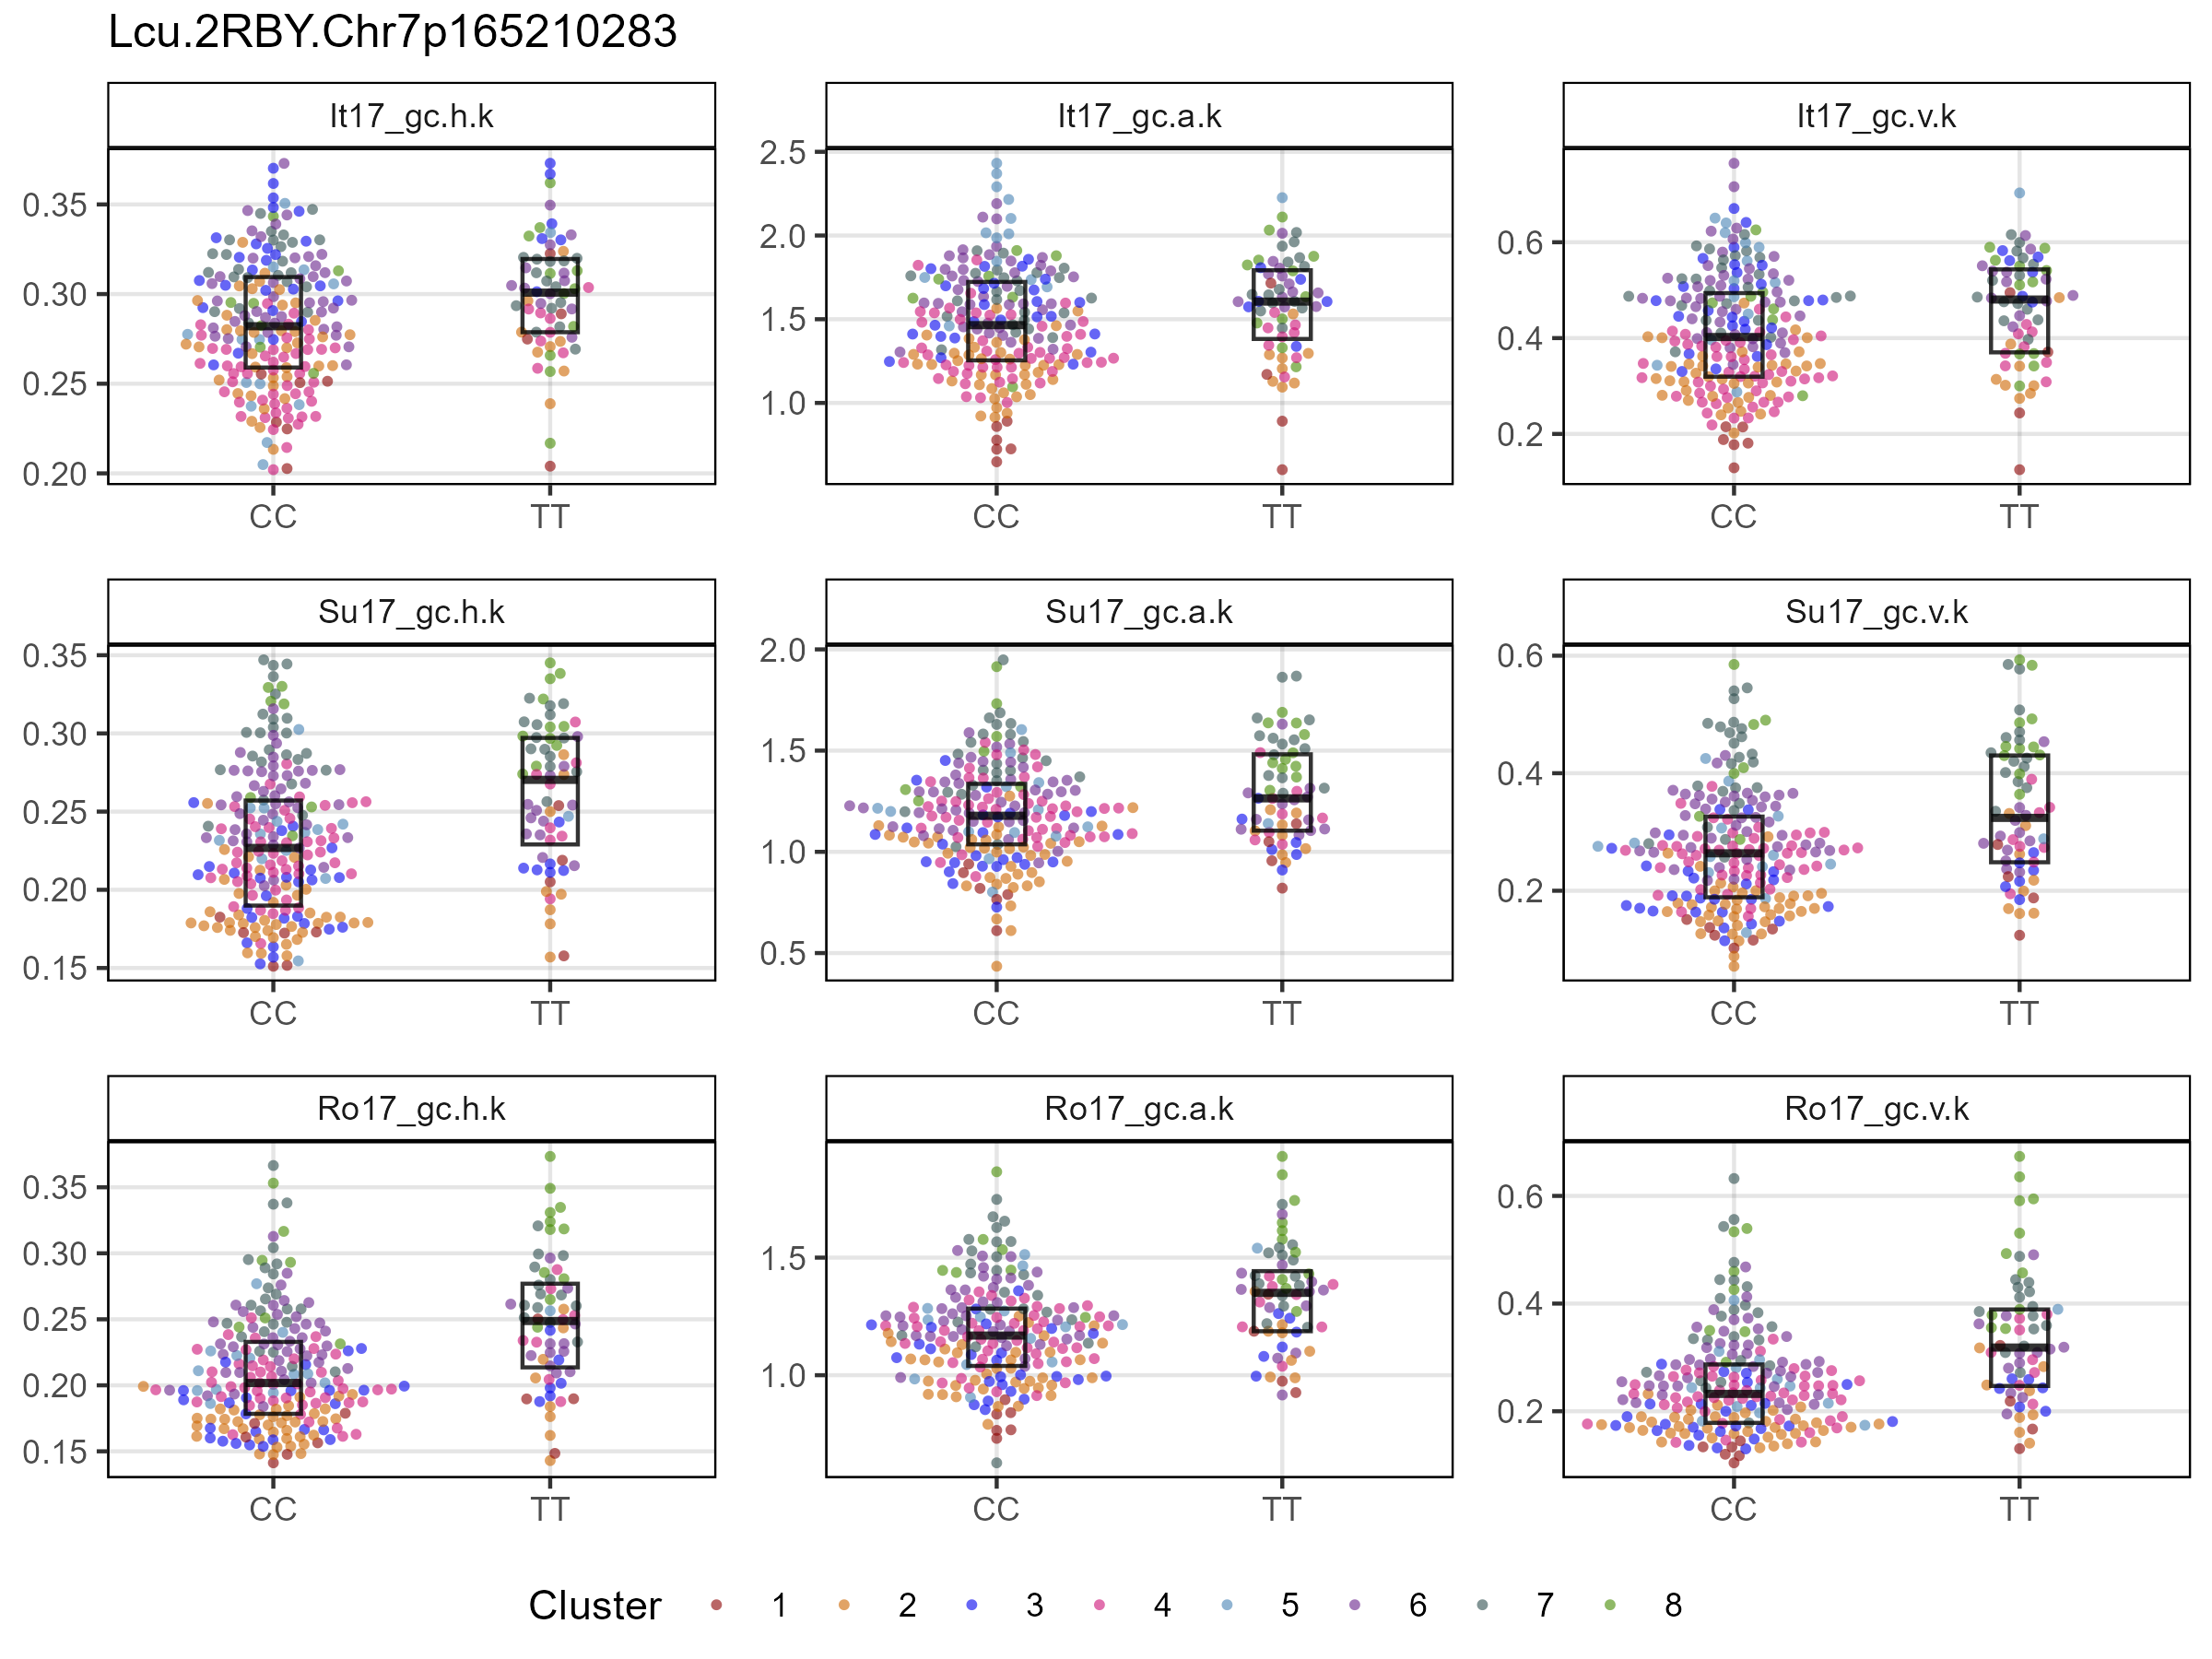 Lcu.2RBY.Chr7p165210283
It17_gc.h.k
It17_gc.a.k
It17_gc.v.k
0.35
0.30
0.25
0.20
CC
TT
2.5
2.0
1.5
1.0
CC
TT
0.6
0.4
0.2
CC
TT
Su17_gc.h.k
Su17_gc.a.k
Su17_gc.v.k
0.35
0.30
0.25
0.20
0.15
CC
TT
2.0
1.5
1.0
0.5
CC
TT
0.6
0.4
0.2
CC
TT
Ro17_gc.h.k
Ro17_gc.a.k
Ro17_gc.v.k
0.35
0.30
0.25
0.20
0.15
CC
TT
1.5
1.0
CC
TT
0.6
0.4
0.2
CC
TT
Cluster 1 2 3 4 5 6 7 8